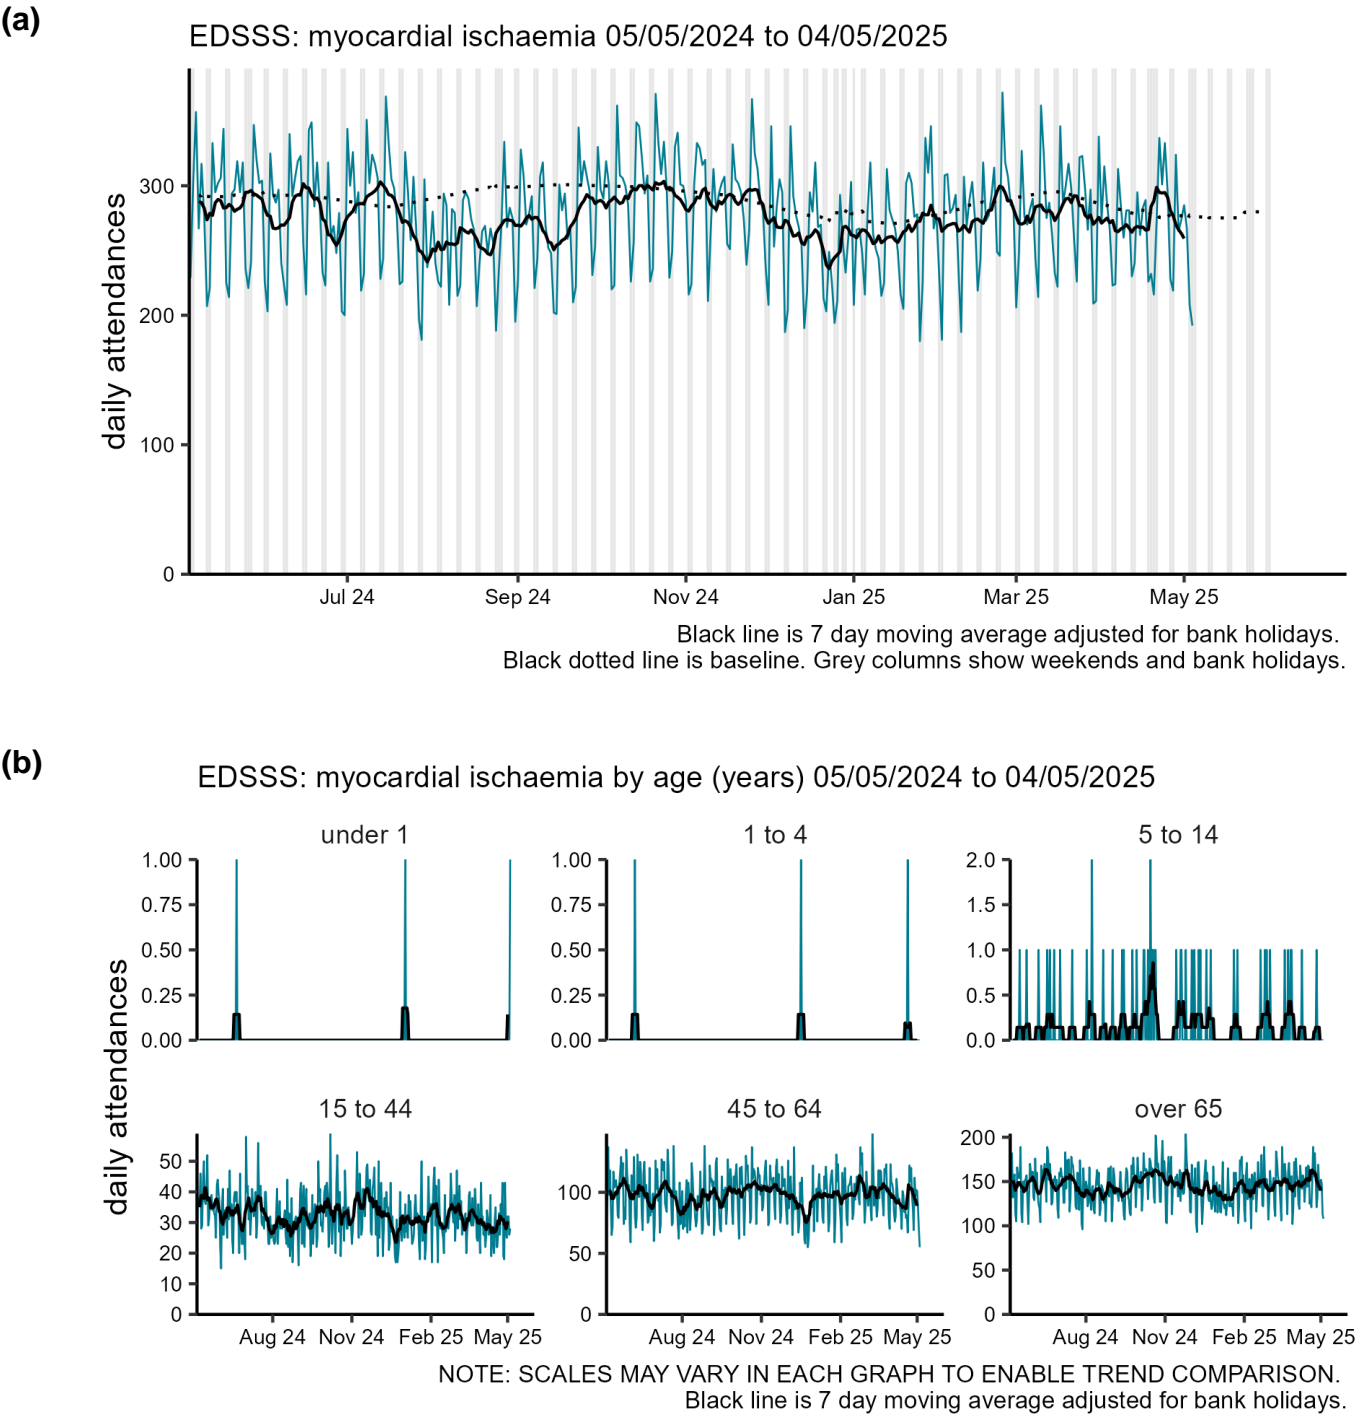 (a)
EDSSS: myocardial ischaemia 05/05/2024 to 04/05/2025
daily attendances
300
200
100
0
Jul 24 Sep 24 Nov 24 Jan 25 Mar 25 May 25
Black line is 7 day moving average adjusted for bank holidays.
Black dotted line is baseline. Grey columns show weekends and bank holidays.
(b)
EDSSS: myocardial ischaemia by age (years) 05/05/2024 to 04/05/2025
daily attendances
under 1
1.00
0.75
0.50
0.25
0.00
1 to 4
1.00
0.75
0.50
0.25
0.00
5 to 14
2.0
1.5
1.0
0.5
0.0
15 to 44
50
40
30
20
10
0
Aug 24 Nov 24 Feb 25 May 25
45 to 64
100
50
0
Aug 24 Nov 24 Feb 25 May 25
over 65
200
150
100
50
0
Aug 24 Nov 24 Feb 25 May 25
NOTE: SCALES MAY VARY IN EACH GRAPH TO ENABLE TREND COMPARISON.
Black line is 7 day moving average adjusted for bank holidays.